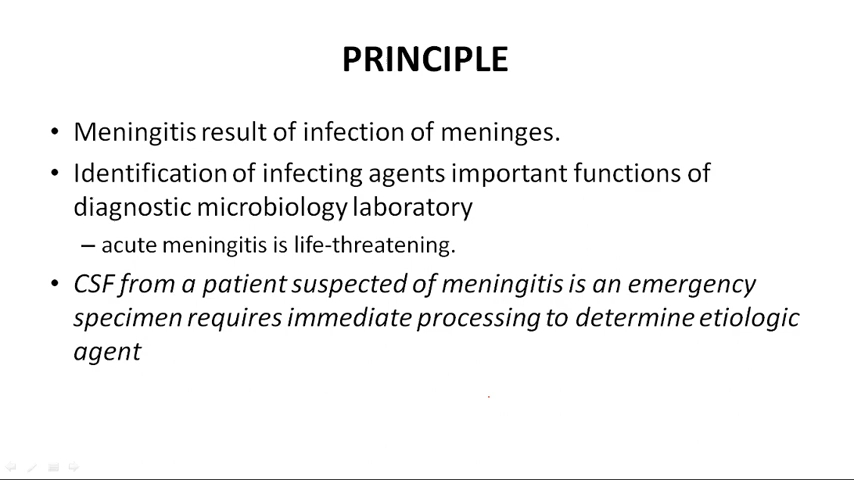 PRINCIPLE
• Meningitis result of infection of meninges.
• Identification of infecting agents important functions of
diagnostic microbiology laboratory
– acute meningitis is life-threatening.
• CSF from a patient suspected of meningitis is an emergency
specimen requires immediate processing to determine etiologic
agent